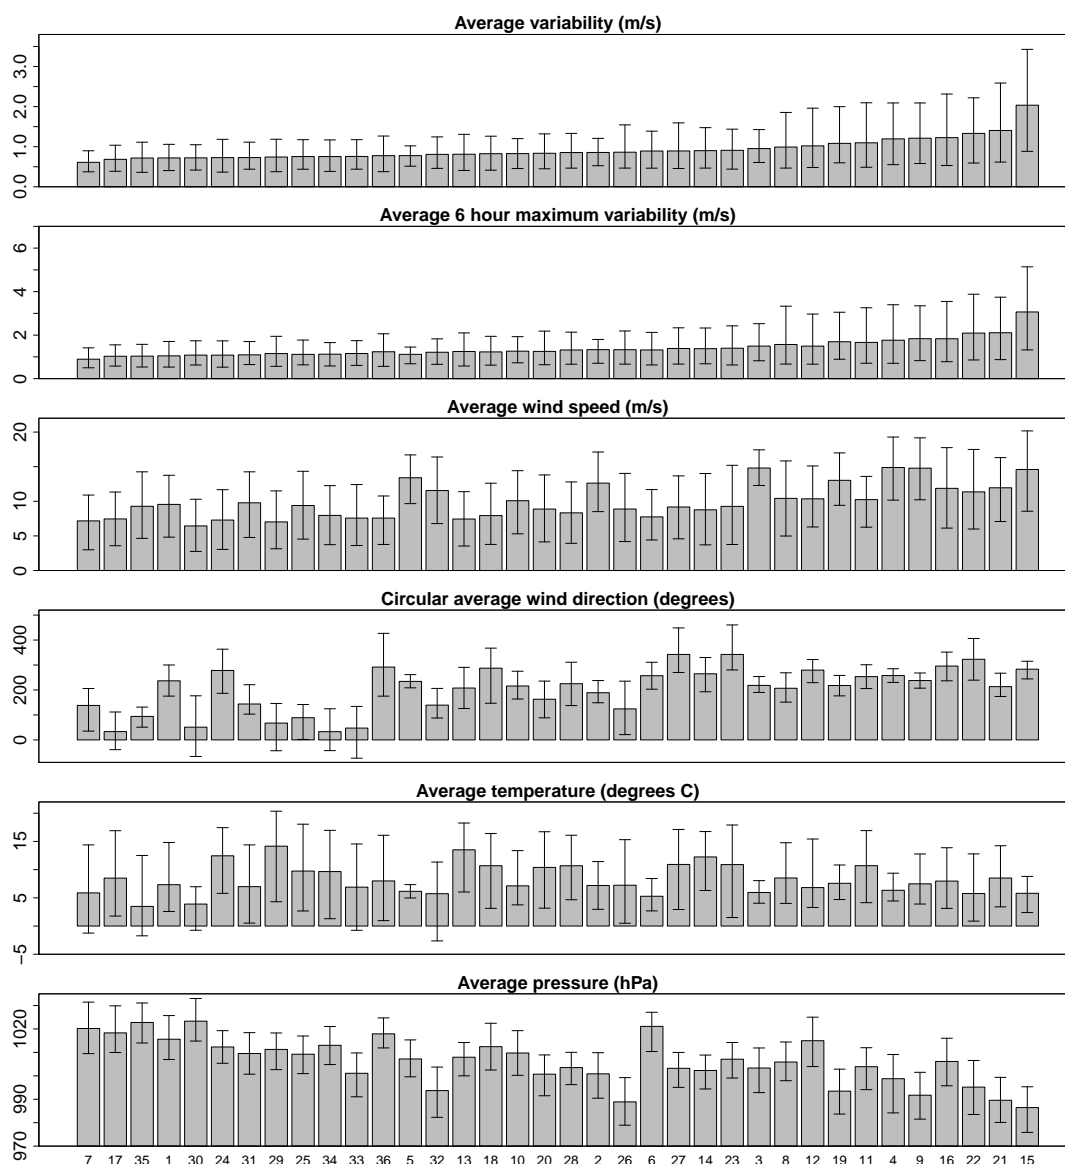 Average variability (m/s)
0.0 1.0 2.0 3.0
Average 6 hour maximum variability (m/s)
0 2 4 6
Average wind speed (m/s)
0 5 10 20
Circular average wind direction (degrees)
0 200 400
Average temperature (degrees C)
−5 5 15
Average pressure (hPa)
970 990 1020
7 17 35 1 30 24 31 29 25 34 33 36 5 32 13 18 10 20 28 2 26 6 27 14 23 3 8 12 19 11 4 9 16 22 21 15